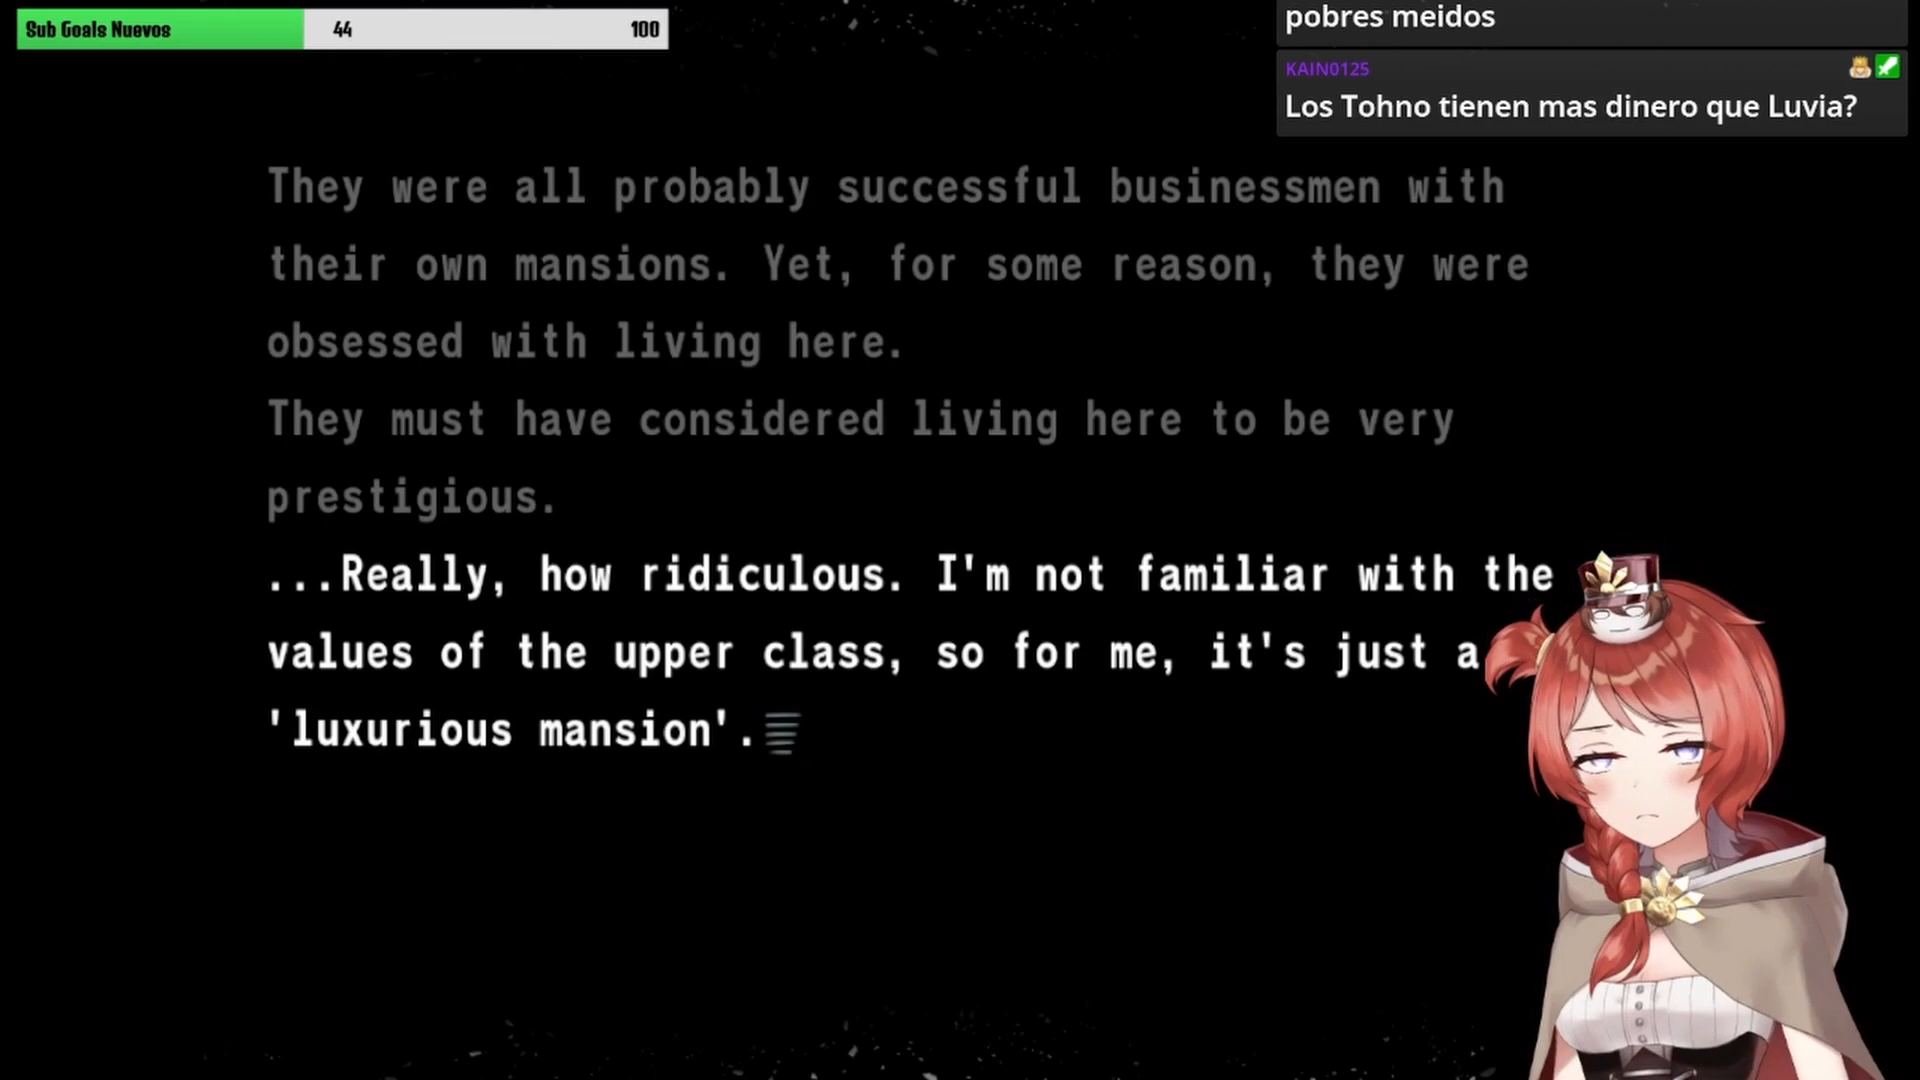 Sub Goals Nuevos 44 100
pobres meidos
KAIN0125
Los Tohno tienen mas dinero que Luvia?
They were all probably successful businessmen with
their own mansions. Yet, for some reason, they were
obsessed with living here.
They must have considered living here to be very
prestigious.
...Really, how ridiculous. I'm not familiar with the
values of the upper class, so for me, it's just a
'luxurious mansion'.